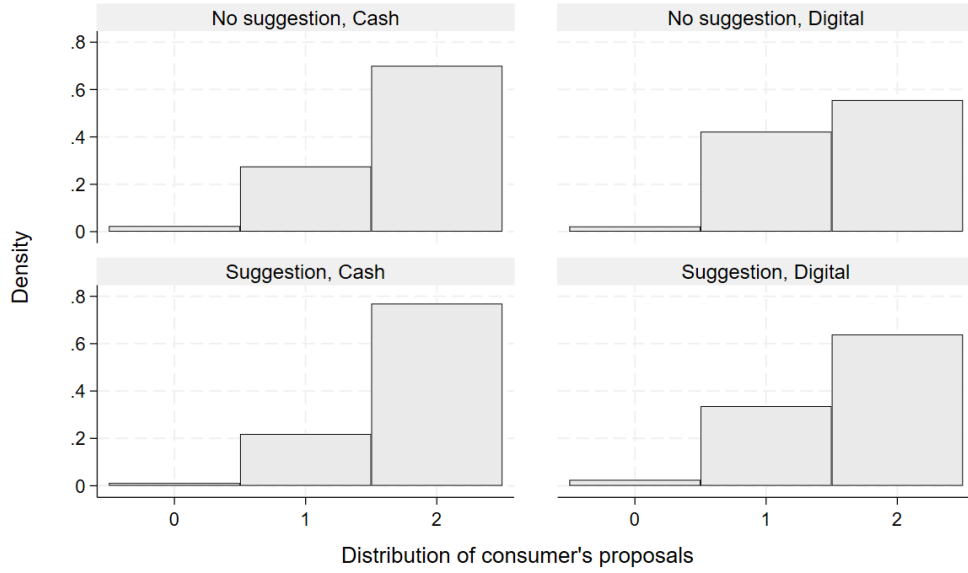 No suggestion, Cash
No suggestion, Digital
.8
.6
.4
.2
0
Suggestion, Cash
Suggestion, Digital
.8
.6
.4
.2
0
0 1 2
0 1 2
Density
Distribution of consumer's proposals